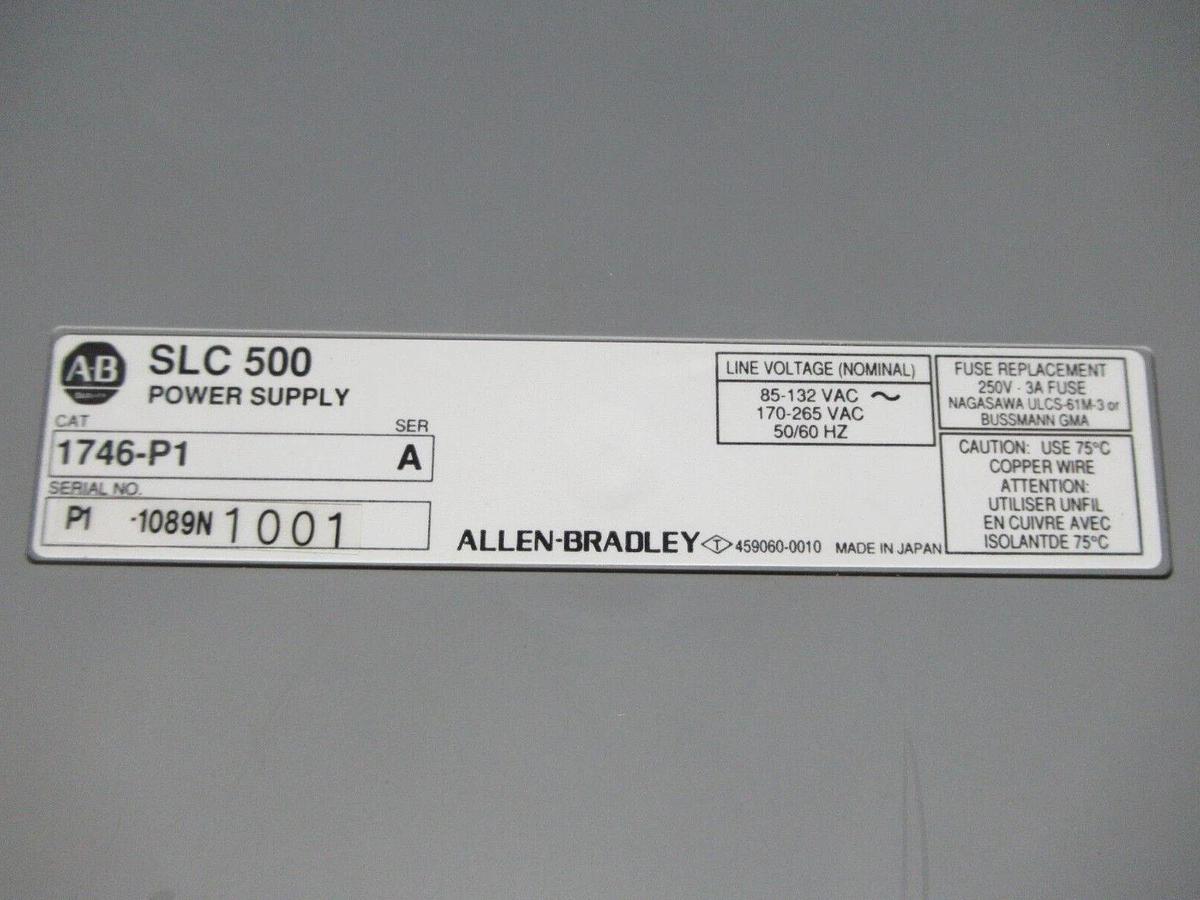 A-B
SLC 500
POWER SUPPLY
CAT
SER
1746-P1
A
SERIAL NO.
P1 -1089N 1001
ALLEN-BRADLEY T 459060-0010 MADE IN JAPAN
LINE VOLTAGE (NOMINAL)
85-132 VAC ~
170-265 VAC
50/60 HZ
FUSE REPLACEMENT
250V - 3A FUSE
NAGASAWA ULCS-61M-3 or
BUSSMANN GMA
CAUTION: USE 75°C
COPPER WIRE
ATTENTION:
UTILISER UNFIL
EN CUIVRE AVEC
ISOLANTDE 75°C